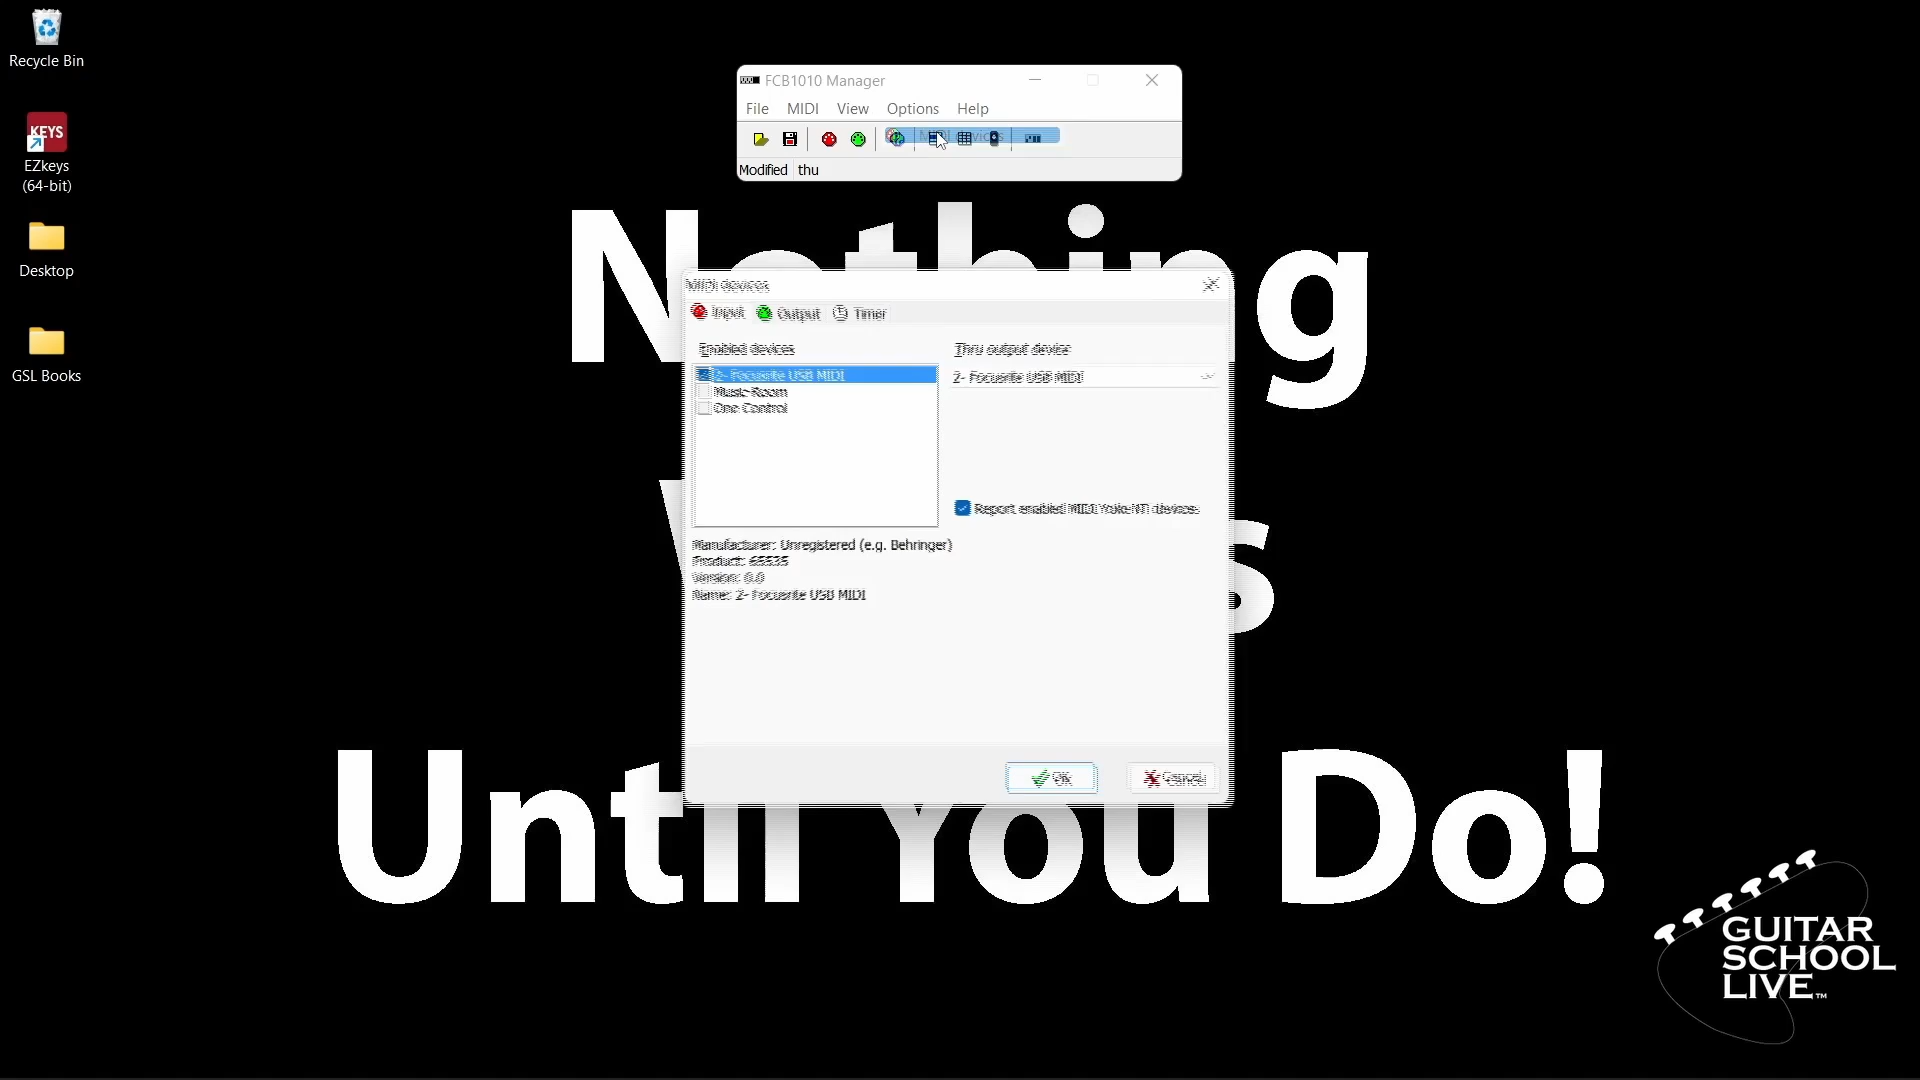 Recycle Bin
KEYS
EZkeys
(64-bit)
Desktop
GSL Books
FCB1010 Manager
File MIDI View Options Help
Modified thu
Nothing
MIDI devices
Input Output Timer
Enabled devices
Thru output device
2- Focusrite USB MIDI
2- Focusrite USB MIDI
Music Room
One Control
Report enabled MIDI Yoke NT devices
Manufacturer: Unregistered (e.g. Behringer)
Product: 65535
Version: 0.0
Name: 2- Focusrite USB MIDI
OK Cancel
Until You Do!
GUITAR
SCHOOL
LIVE™